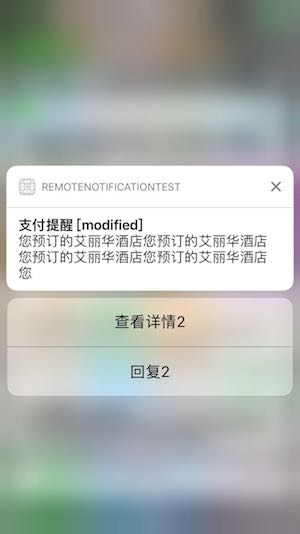 REMOTENOTIFICATIONTEST
支付提醒 [modified]
您预订的艾丽华酒店您预订的艾丽华酒店
您预订的艾丽华酒店您预订的艾丽华酒店
您
查看详情2
回复2